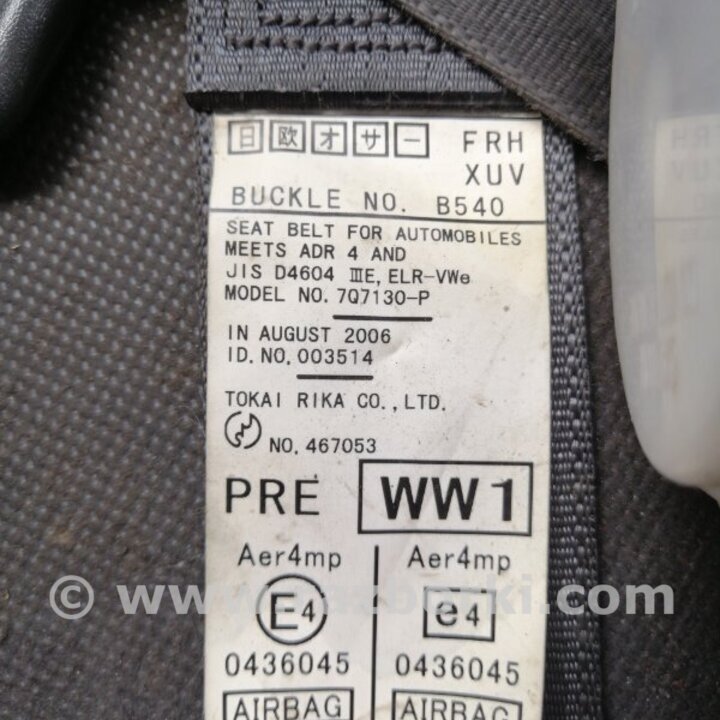 日 欧 オ サ ー FRH
XUV
BUCKLE NO. B540
SEAT BELT FOR AUTOMOBILES
MEETS ADR 4 AND
JIS D4604 ⅢE, ELR-VWe
MODEL NO. 7Q7130-P
IN AUGUST 2006
ID. NO. 003514
TOKAI RIKA CO., LTD.
NO. 467053
PRE WW1
Aer4mp Aer4mp
E4 e4
0436045 0436045
AIRBAG AIRBAG